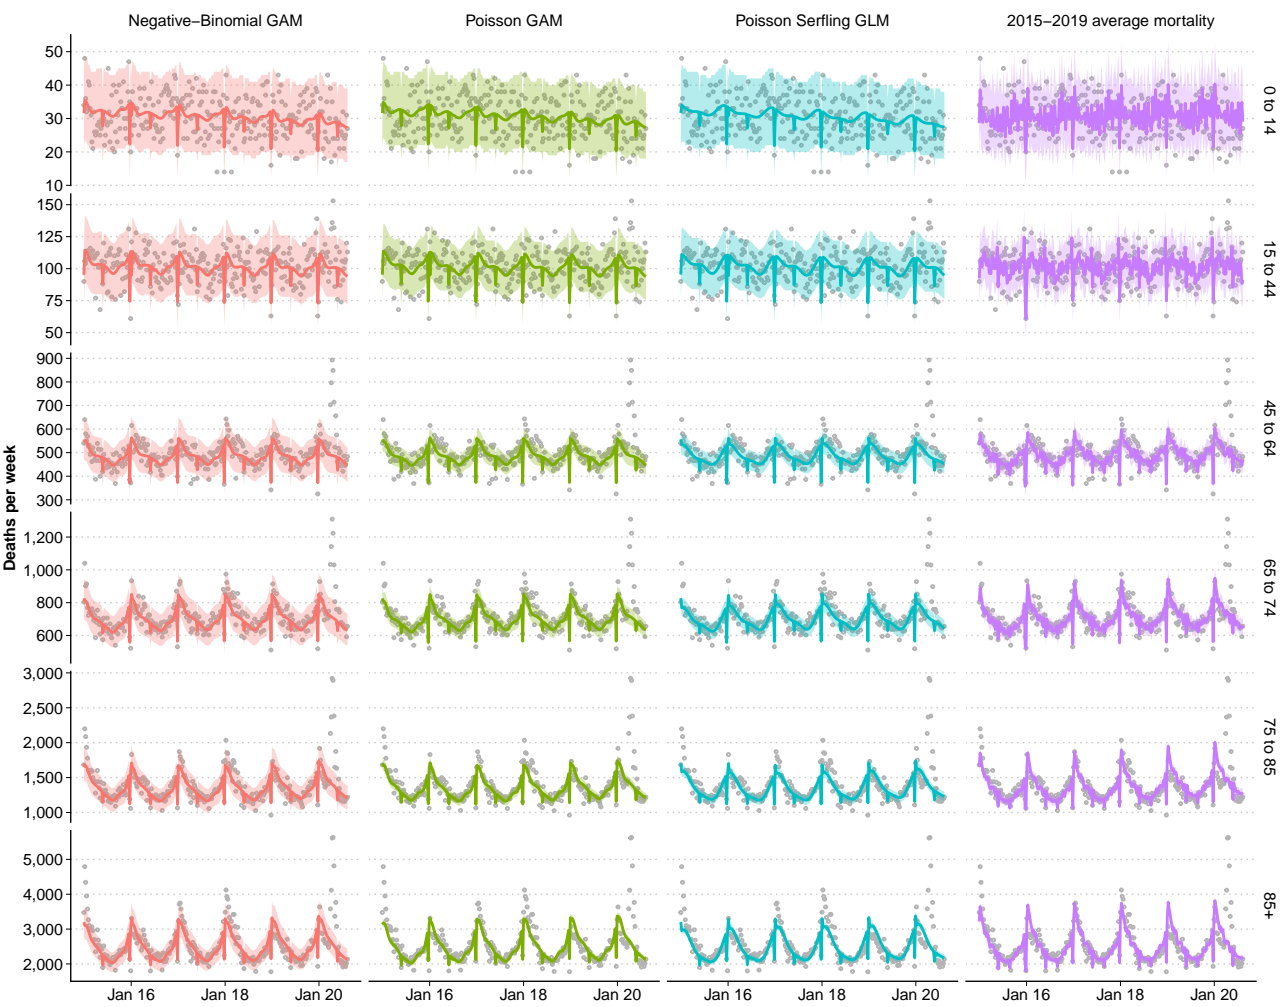 Negative−Binomial GAM
Poisson GAM
Poisson Serfling GLM
2015−2019 average mortality
Deaths per week
50
40
30
20
10
0 to 14
150
125
100
75
50
15 to 44
900
800
700
600
500
400
300
45 to 64
1,200
1,000
800
600
65 to 74
3,000
2,500
2,000
1,500
1,000
75 to 85
5,000
4,000
3,000
2,000
85+
Jan 16
Jan 18
Jan 20
Jan 16
Jan 18
Jan 20
Jan 16
Jan 18
Jan 20
Jan 16
Jan 18
Jan 20